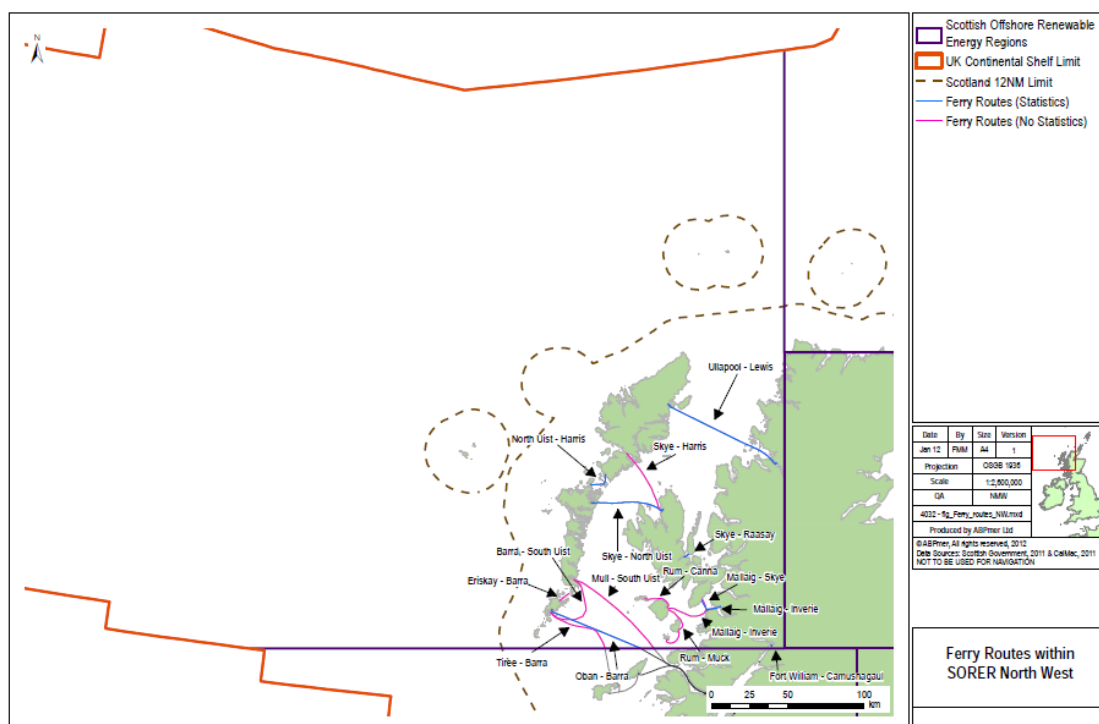 N
Ullapool - Lewis
North Uist - Harris
Skye - Harris
Skye - Raasay
Barra - South Uist
Skye - North Uist
Rum - Canna
Mull - South Uist
Mallaig - Skye
Eriskay - Barra
Mallaig - Inverie
Mallaig - Inverie
Tiree - Barra
Rum - Muck
Oban - Barra
Fort William - Camushagaul
0 25 50 100
km
Scottish Offshore Renewable
Energy Regions
UK Continental Shelf Limit
Scotland 12NM Limit
Ferry Routes (Statistics)
Ferry Routes (No Statistics)
Date By Size Version
Jan 12 FMM A4 1
Projection OSGB 1936
Scale 1:2,500,000
QA NMW
4032 - fig_Ferry_routes_NW.mxd
Produced by ABPmer Ltd
© ABPmer, All rights reserved, 2012
Data Sources: Scottish Government, 2011 & CalMac, 2011
NOT TO BE USED FOR NAVIGATION
Ferry Routes within
SORER North West